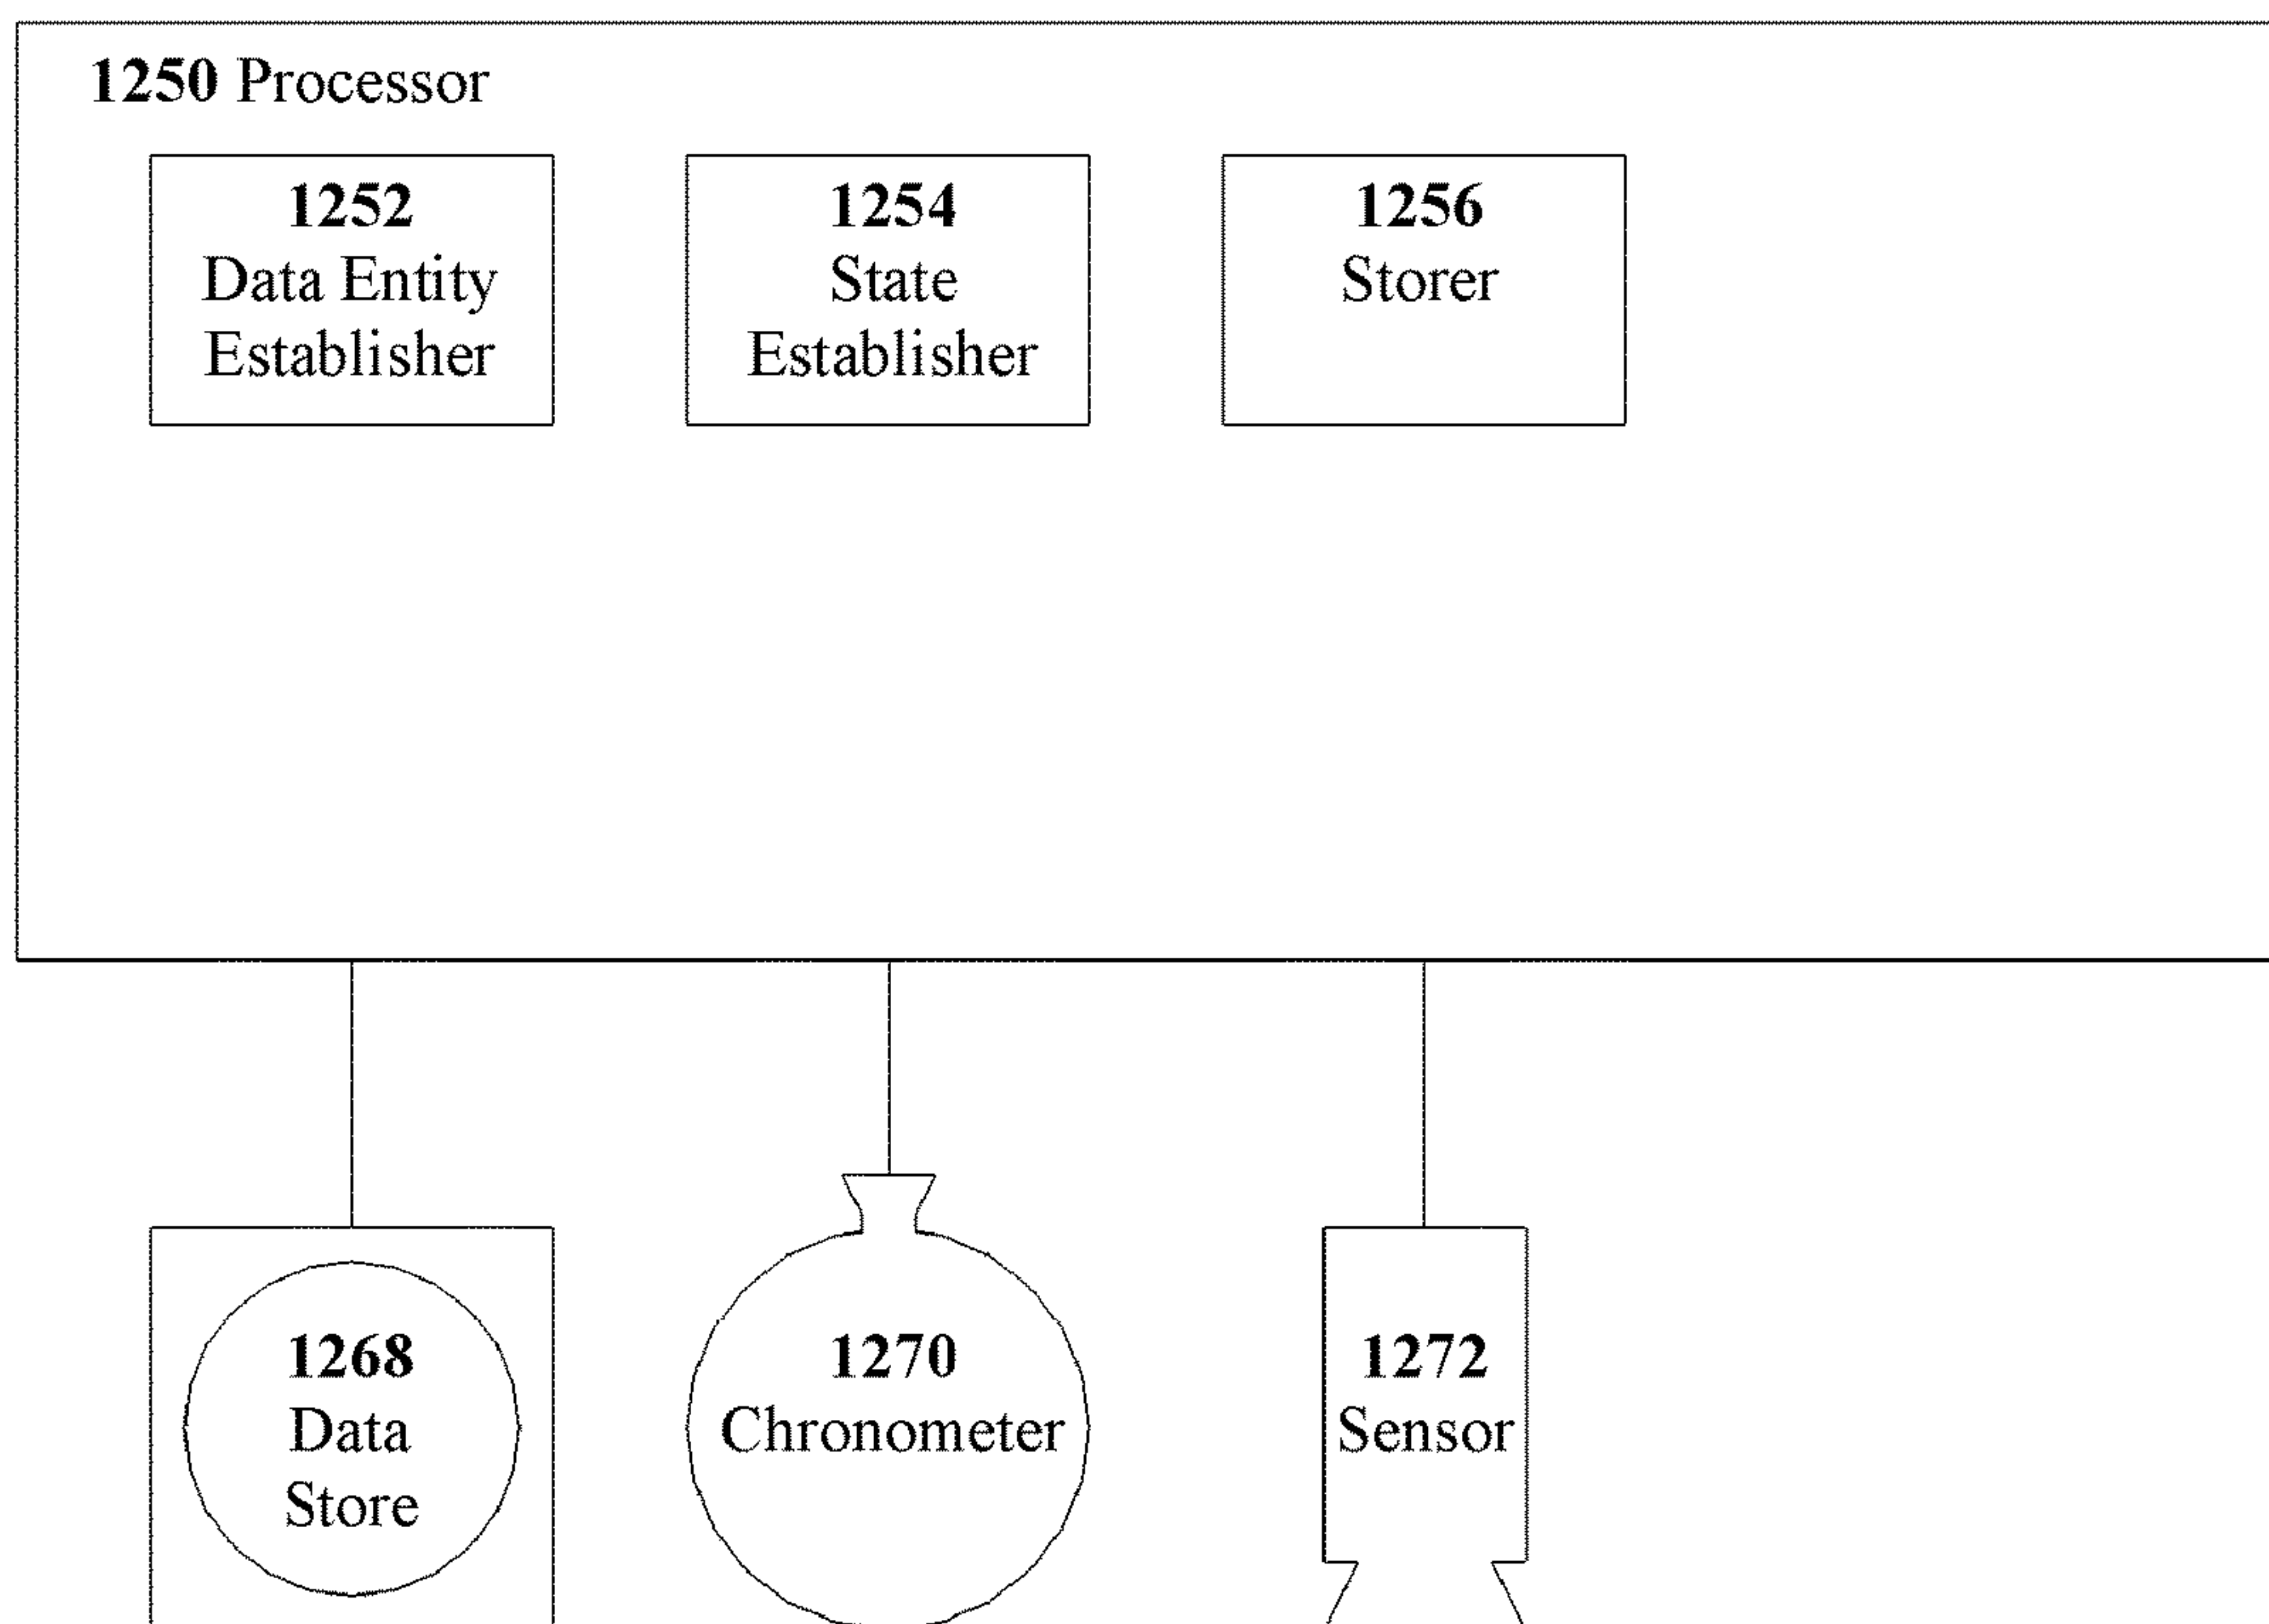 1250 Processor
1252
Data Entity
Establisher
1254
State
Establisher
1256
Storer
1268
Data
Store
1270
Chronometer
1272
Sensor